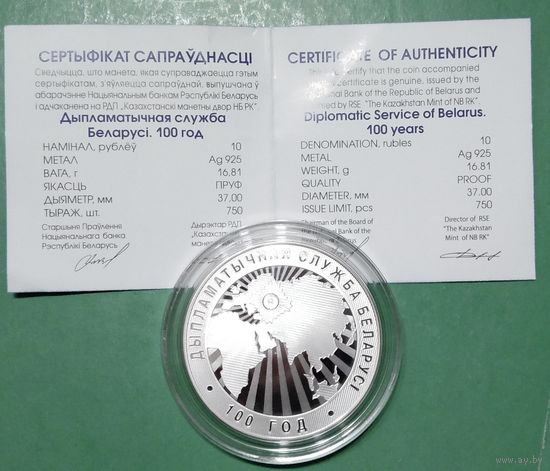 СЕРТЫФІКАТ САПРАЎДНАСЦІ
Сведчыцца, што манета, якая суправаджаецца гэтым
сертыфікатам, з'яўляецца сапраўднай, выпушчана ў
абарачэнне Нацыянальным банкам Рэспублікі Беларусь
і адчаканена на РДП „Казахстанскі манетны двор НБ РК“.
Дыпламатычная служба
Беларусі. 100 год
НАМІНАЛ, рублёў 10
МЕТАЛ Ag 925
ВАГА, г 16.81
ЯКАСЦЬ ПРУФ
ДЫЯМЕТР, мм 37.00
ТЫРАЖ, шт. 750
Старшыня Праўлення
Нацыянальнага банка
Рэспублікі Беларусь
Дырэктар РДП
„Казахстанскі
манетны
CERTIFICATE OF AUTHENTICITY
certify that the coin accompanied
certificate is genuine, issued by the
Bank of the Republic of Belarus and
by RSE "The Kazakhstan Mint of NB RK".
Diplomatic Service of Belarus.
100 years
DENOMINATION, rubles 10
METAL Ag 925
WEIGHT, g 16.81
QUALITY PROOF
DIAMETER, mm 37.00
ISSUE LIMIT, pcs 750
Chairman of the Board of
the National Bank of the
Republic of Belarus
Director of RSE
"The Kazakhstan
Mint of NB RK"
ДЫПЛАМАТЫЧНАЯ СЛУЖБА БЕЛАРУСІ
100 ГОД
www.ay.by